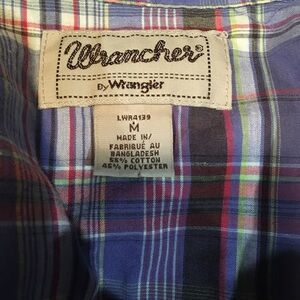 Wrancher®
By Wrangler
LWR4139
M
MADE IN/
FABRIQUÉ AU
BANGLADESH
55% COTTON
45% POLYESTER